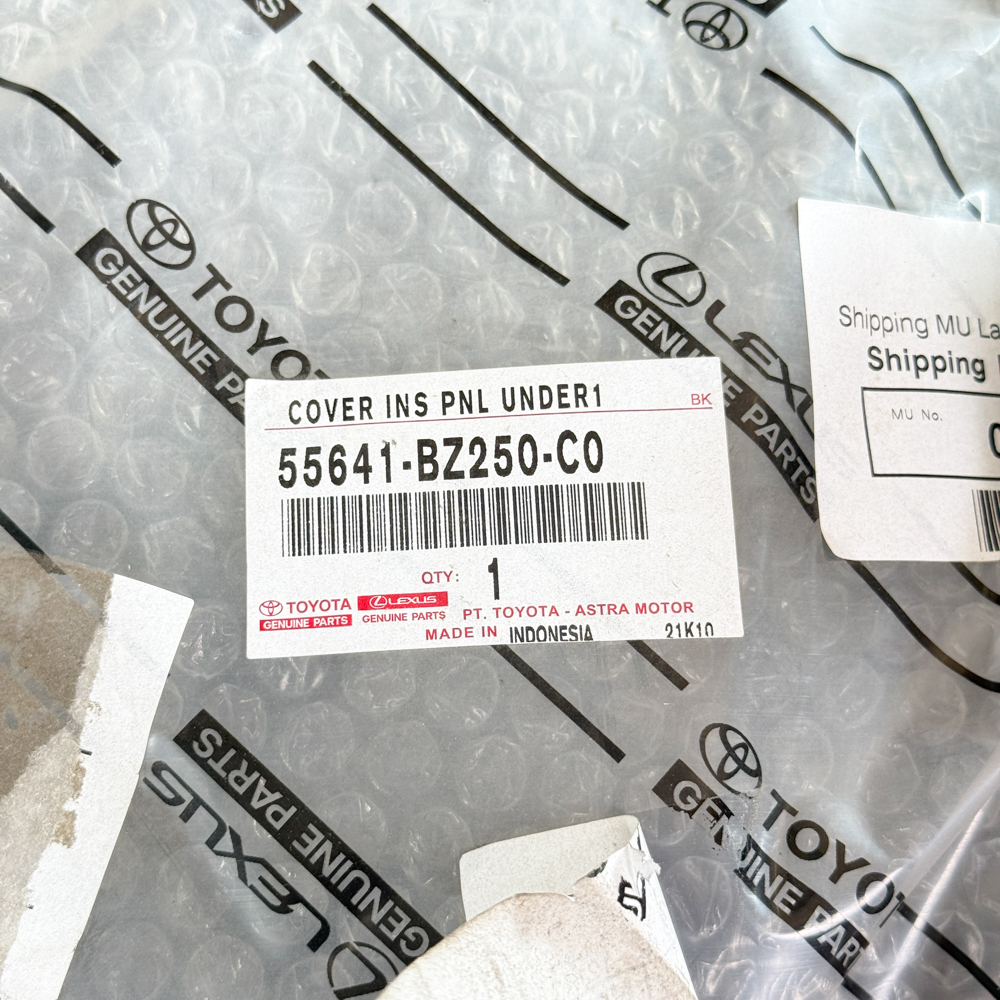 TOYOTA
GENUINE PARTS
LEXUS
GENUINE PARTS
Shipping MU
Shipping
MU No.
COVER INS PNL UNDER1
BK
55641-BZ250-C0
QTY: 1
TOYOTA
GENUINE PARTS
LEXUS
GENUINE PARTS
PT. TOYOTA - ASTRA MOTOR
MADE IN INDONESIA
21K10
LEXUS
GENUINE PARTS
TOYOTA
GENUINE PAR